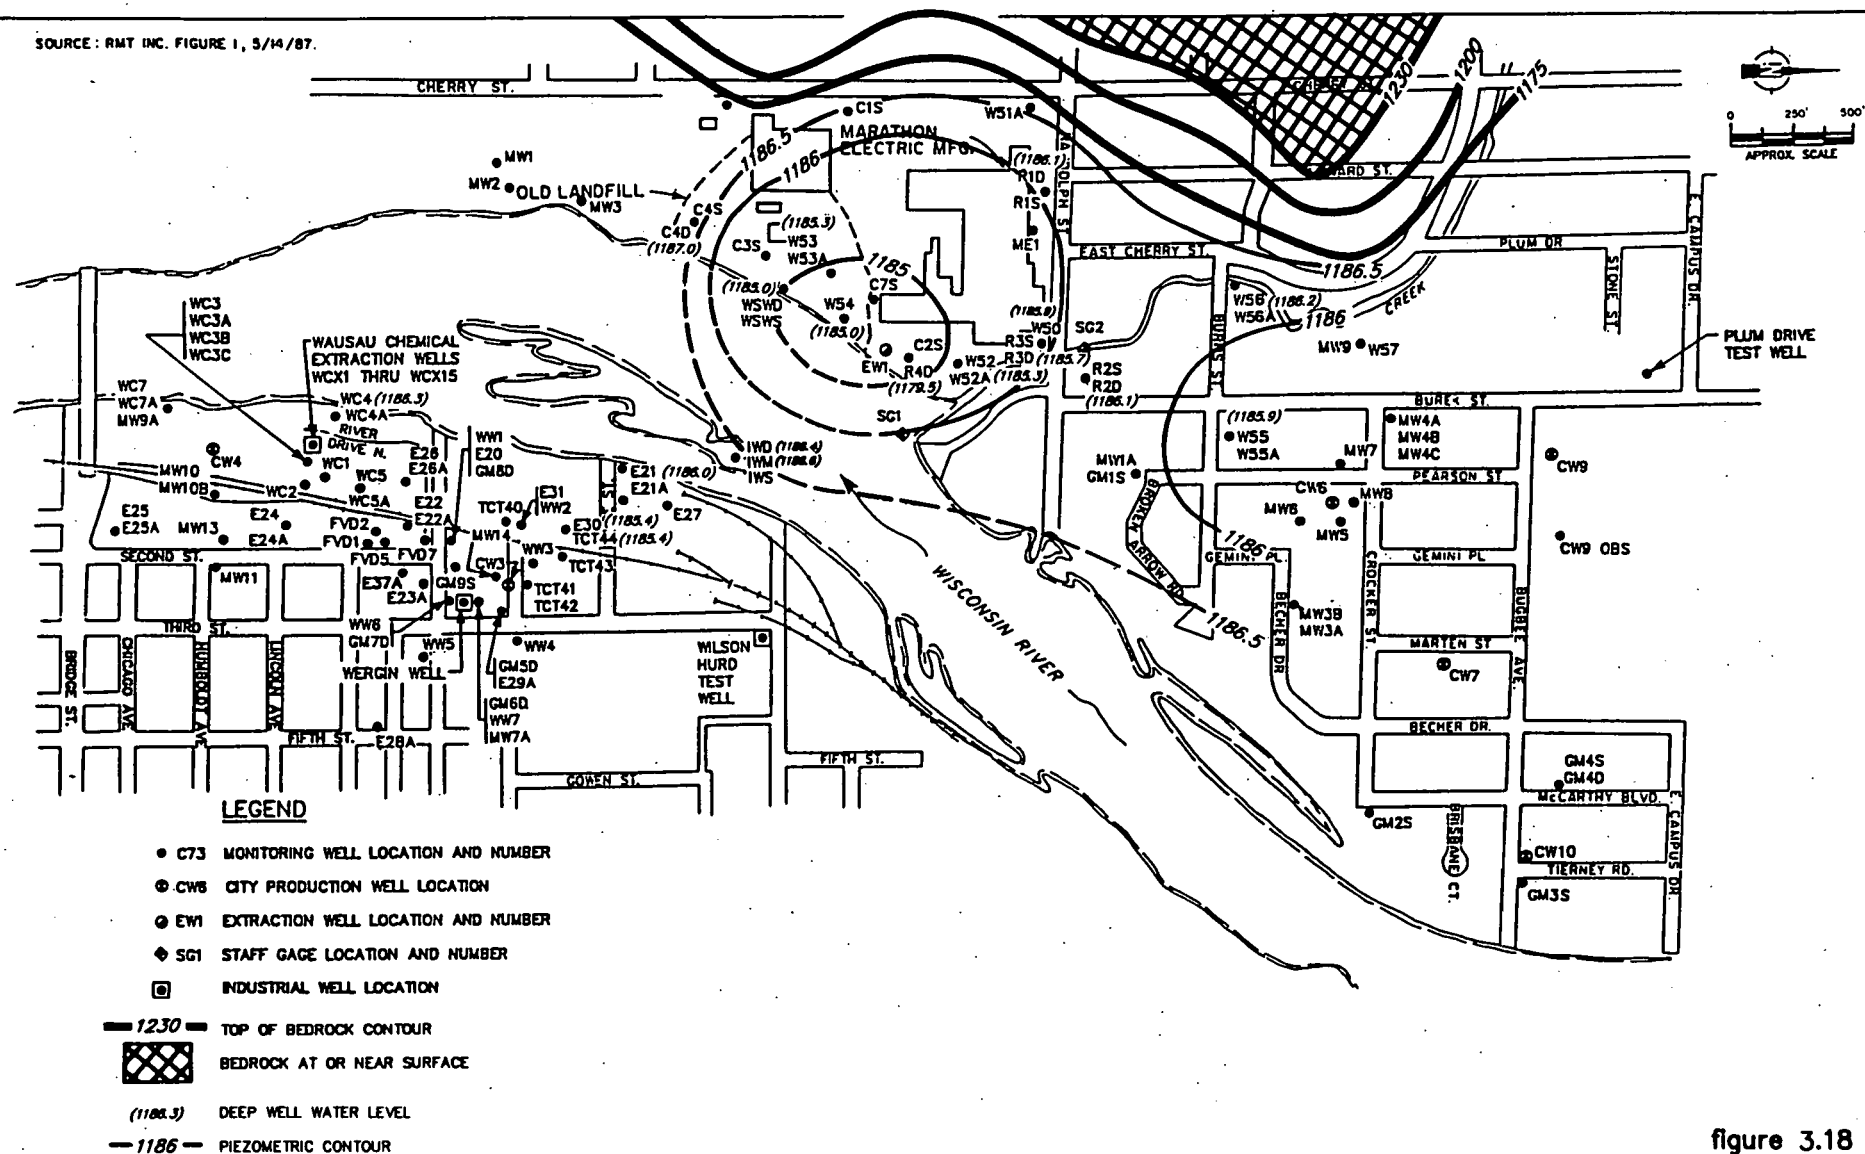 SOURCE: RMT INC. FIGURE 1, 5/14/87.
CHERRY ST.
1230
1200
1175
0 250' 500'
APPROX. SCALE
C1S
W51A
MARATHON
ELECTRIC MFG.
1186.5
1186
MW1
MW2
OLD LANDFILL
MW3
(1186.1)
R1D
R1S
ME1
RANDOLPH ST.
EAST CHERRY ST.
PLUM DR
STONE ST.
E. CAMPUS DR.
C4S
C4D
(1187.0)
(1185.3)
C3S
W53
W53A
1185
C7S
(1185.0)
WSWD
WSWS
W54
(1185.0)
EW1
C2S
R4D
(1179.5)
W52
W52A
(1185.3)
W50
R3S
R3D
(1185.7)
SG2
R2S
R2D
(1186.1)
SG1
1186.5
CREEK
W56
W56A
(1186.2)
1186
MW9
W57
BURNS ST.
PLUM DRIVE
TEST WELL
WC3
WC3A
WC3B
WC3C
WAUSAU CHEMICAL
EXTRACTION WELLS
WCX1 THRU WCX15
WC7
WC7A
MW9A
WC4 (1186.3)
WC4A
RIVER
DRIVE N.
CW4
MW10
MW10B
WC1
WC2
WC5
WC5A
E26
E26A
E22
E22A
WW1
E20
GM8D
IWD (1186.4)
IWM
IWS
E21 (1186.0)
E21A
E27
(1185.4)
(1185.4)
E31
WW2
TCT40
E30
TCT44
TCT43
WW3
TCT41
TCT42
CW3
MW14
E25
E25A
MW13
E24
E24A
FVD2
FVD1
FVD5
FVD7
SECOND ST.
MW11
E37A
E23A
GM9S
THIRD ST.
WW6
GM7D
WW5
WERGIN WELL
WW4
GM5D
E29A
GM6D
WW7
MW7A
WILSON
HURD
TEST
WELL
BRIDGE ST.
CHICAGO AVE
HUMBOLDT AVE
LINCOLN AVE
FIFTH ST.
E28A
GOWEN ST.
FIFTH ST.
WISCONSIN RIVER
BUREK ST.
(1185.9)
W55
W55A
MW4A
MW4B
MW4C
MW7
PEARSON ST
MW1A
GM1S
BROKEN ARROW RD.
CW6
MW8
MW6
MW5
CW9
CW9 OBS
1186
GEMINI PL.
GEMINI PL
1186.5
BECHER DR
CROCKER ST.
BUGBEE AVE.
MW3B
MW3A
MARTEN ST
CW7
BECHER DR.
GM4S
GM4D
McCARTHY BLVD.
E. CAMPUS DR
GM2S
BRISBANE CT.
CW10
TIERNEY RD.
GM3S
LEGEND
C73 MONITORING WELL LOCATION AND NUMBER
CW6 CITY PRODUCTION WELL LOCATION
EW1 EXTRACTION WELL LOCATION AND NUMBER
SG1 STAFF GAGE LOCATION AND NUMBER
INDUSTRIAL WELL LOCATION
1230 TOP OF BEDROCK CONTOUR
BEDROCK AT OR NEAR SURFACE
(1186.3) DEEP WELL WATER LEVEL
1186 PIEZOMETRIC CONTOUR
figure 3.18